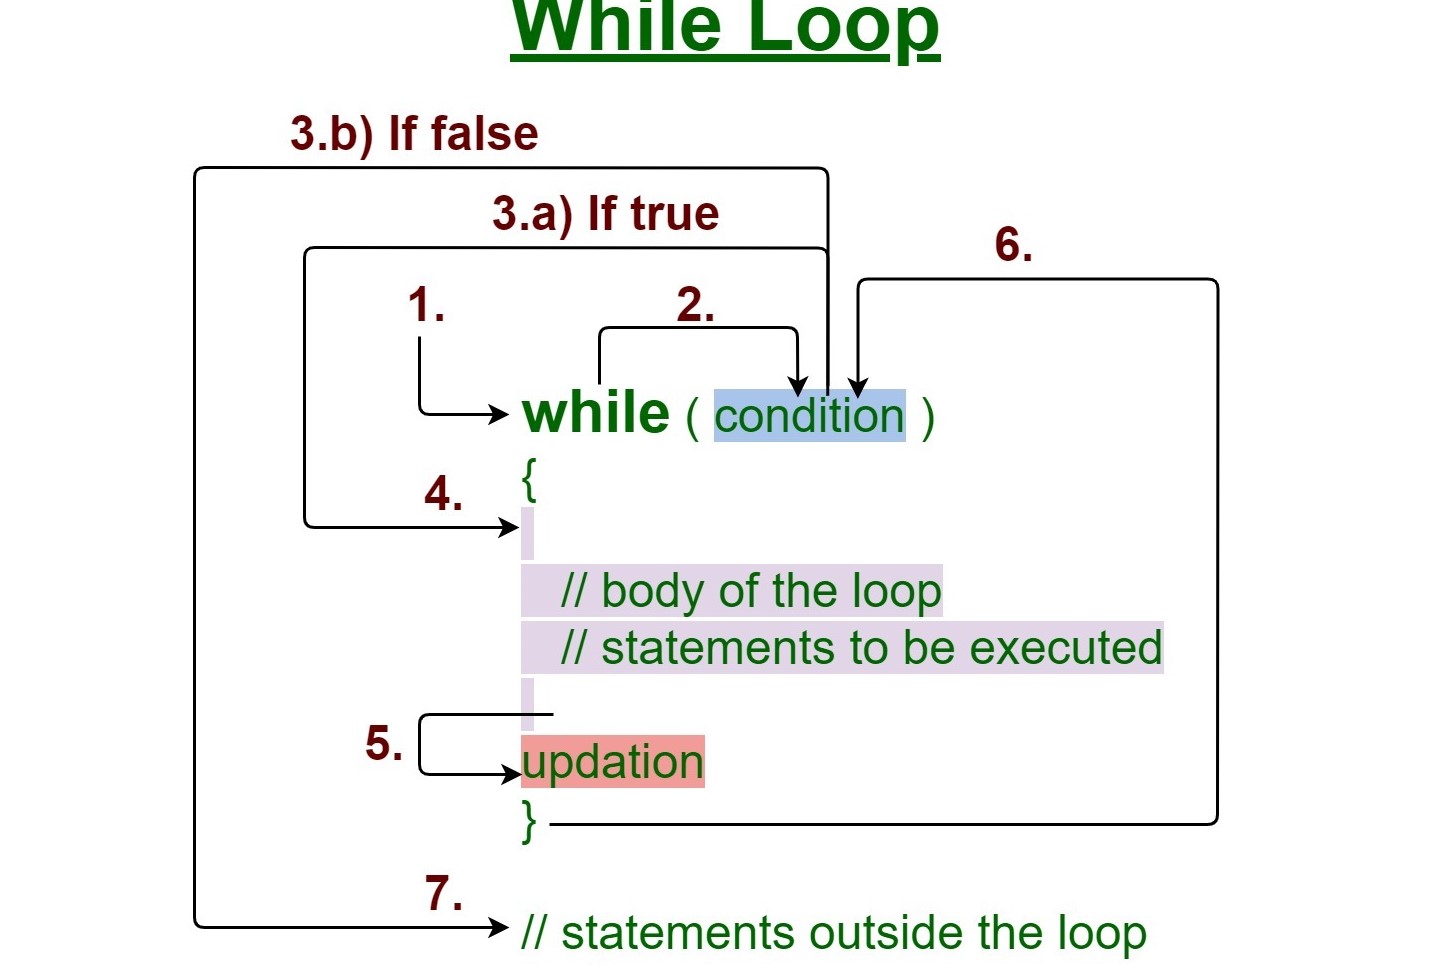 While Loop
3.b) If false
3.a) If true
6.
1.
2.
while ( condition )
{
4.
// body of the loop
// statements to be executed
5.
updation
}
7.
// statements outside the loop